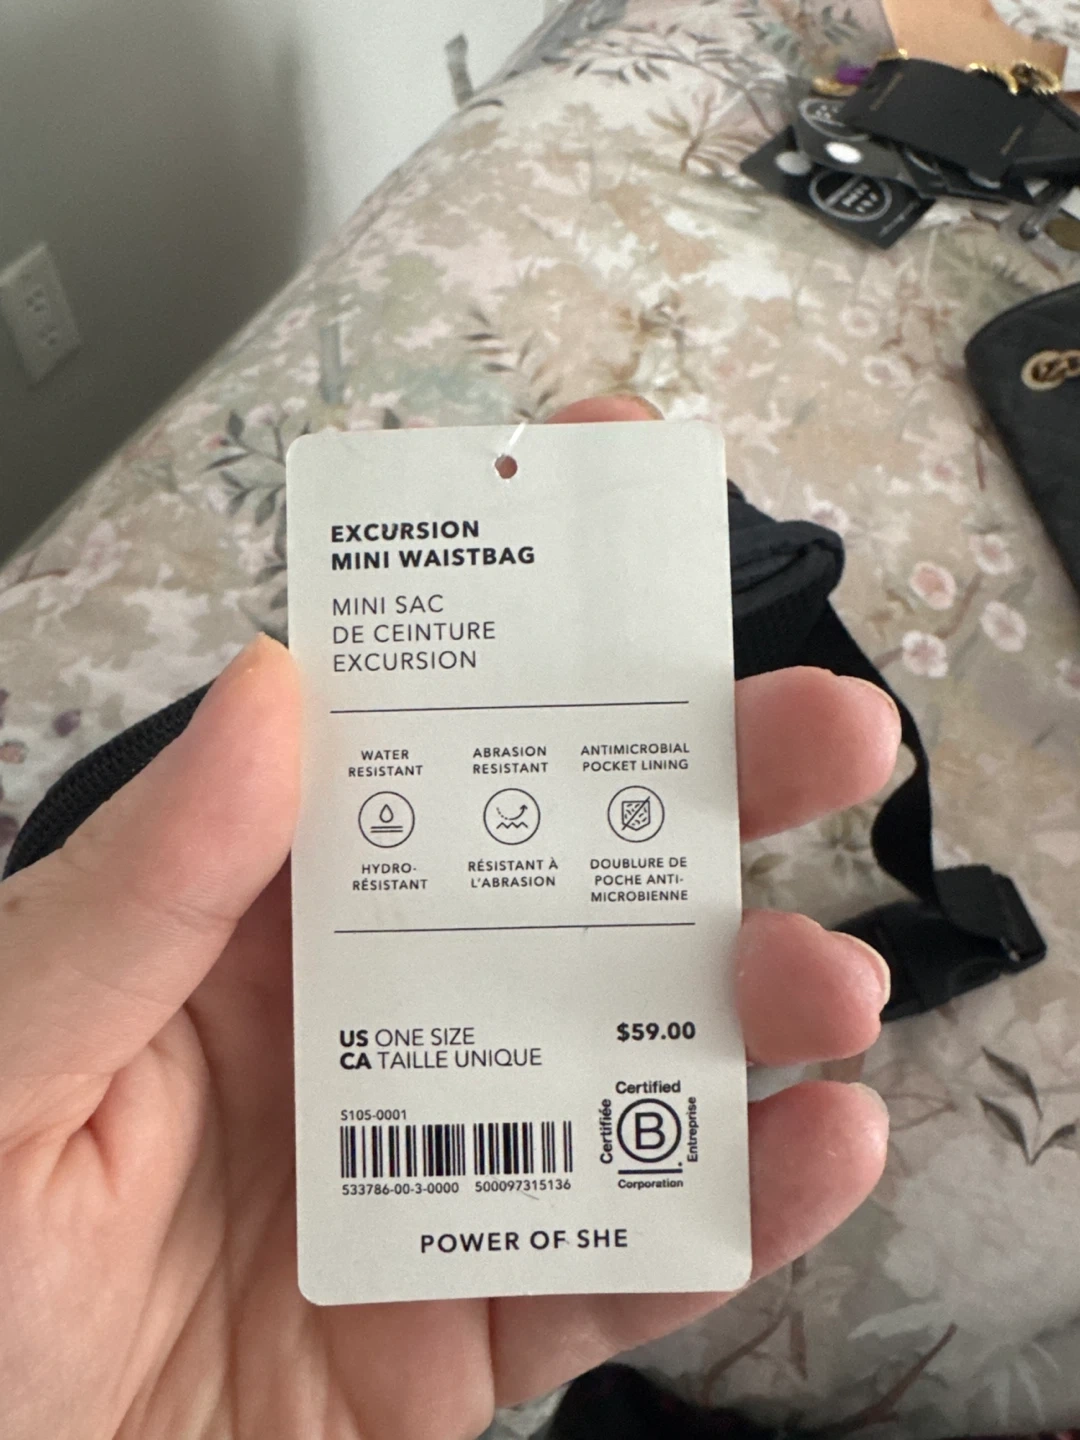 EXCURSION
MINI WAISTBAG
MINI SAC
DE CEINTURE
EXCURSION
WATER
RESISTANT
HYDRO-
RÉSISTANT
ABRASION
RESISTANT
RÉSISTANT À
L'ABRASION
ANTIMICROBIAL
POCKET LINING
DOUBLURE DE
POCHE ANTI-
MICROBIENNE
US ONE SIZE
CA TAILLE UNIQUE
$59.00
S105-0001
533786-00-3-0000 500097315136
Certified
Certifiée
B
Entreprise
Corporation
POWER OF SHE